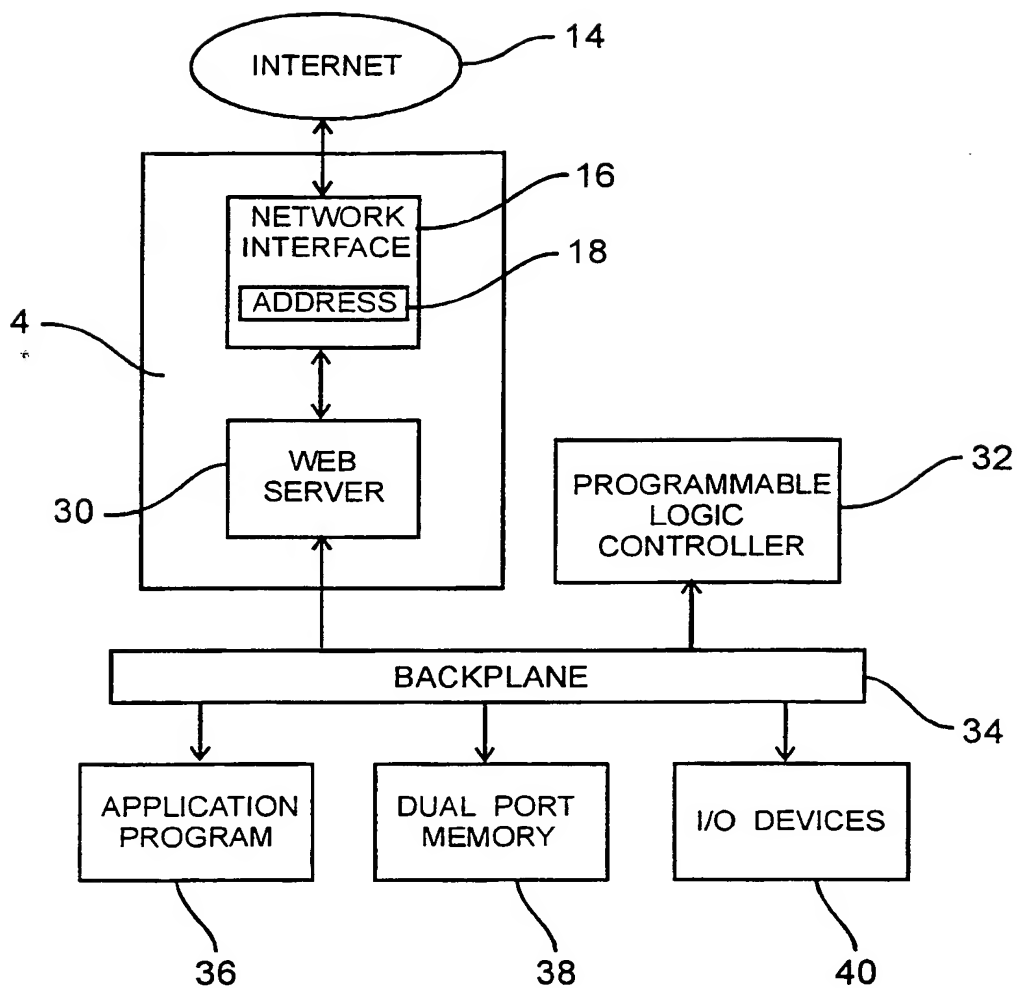 INTERNET
14
NETWORK
INTERFACE
16
18
ADDRESS
4
WEB
SERVER
30
PROGRAMMABLE
LOGIC
CONTROLLER
32
BACKPLANE
34
APPLICATION
PROGRAM
DUAL PORT
MEMORY
I/O DEVICES
36
38
40